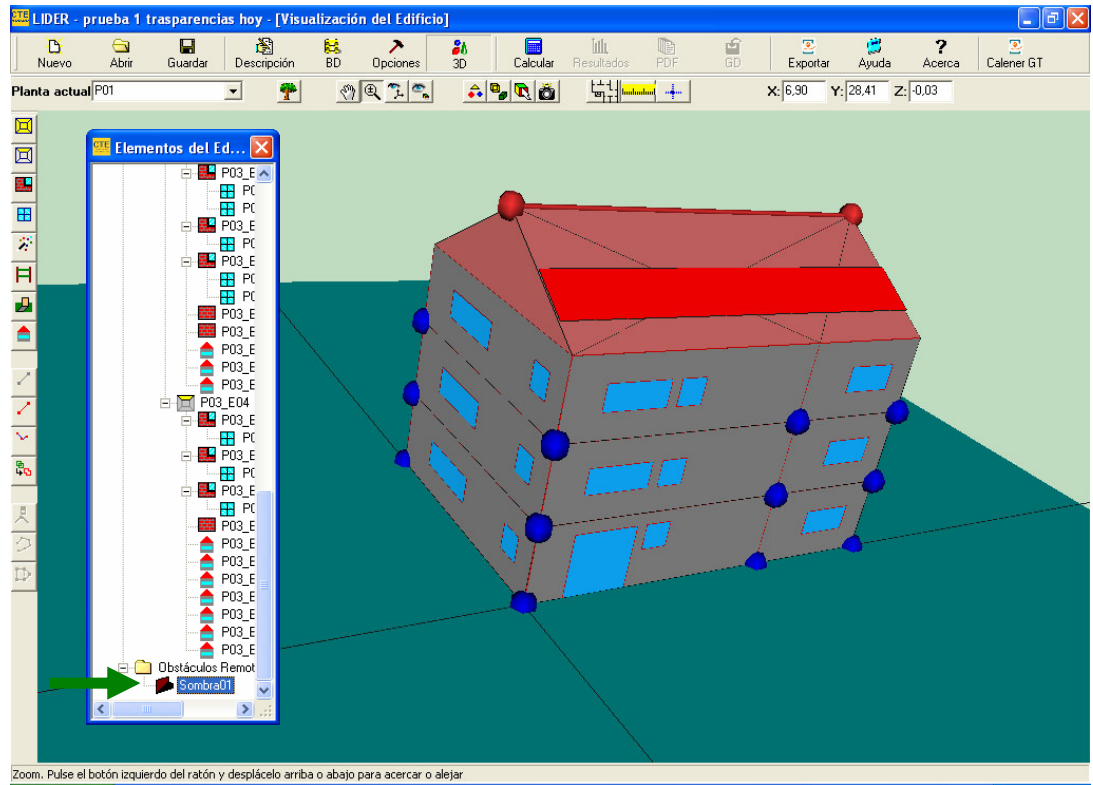 CTE LIDER - prueba 1 trasparencias hoy - [Visualización del Edificio]
Nuevo Abrir Guardar Descripción BD Opciones 3D Calcular Resultados PDF GD Exportar Ayuda Acerca Calener GT
Planta actual P01 X: 6,90 Y: 28,41 Z: -0,03
CTE Elementos del Ed...
P03_E
P0
P0
P03_E
P0
P03_E
P0
P0
P03_E
P03_E
P03_E
P03_E
P03_E
P03_E04
P03_E
P0
P03_E
P0
P03_E
P0
P03_E
P03_E
P03_E
P03_E
P03_E
P03_E
P03_E
P03_E
Obstáculos Remot
Sombra01
Zoom. Pulse el botón izquierdo del ratón y desplácelo arriba o abajo para acercar o alejar